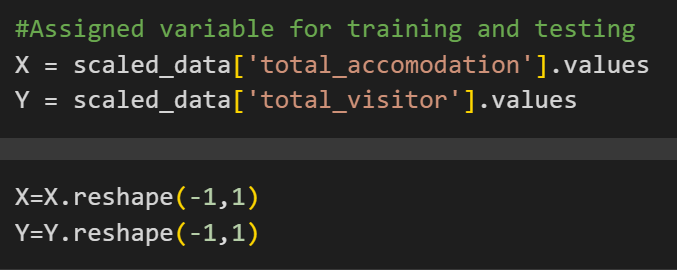 #Assigned variable for training and testing
X = scaled_data['total_accomodation'].values
Y = scaled_data['total_visitor'].values
X=X.reshape(-1,1)
Y=Y.reshape(-1,1)